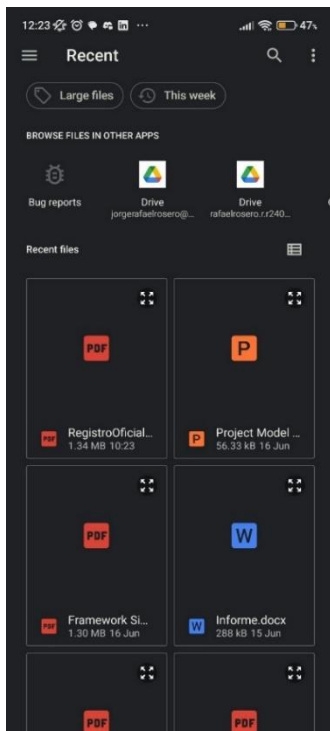 12:23 47%
Recent
Large files This week
BROWSE FILES IN OTHER APPS
Bug reports Drive Drive
jorgerafaelrosero@... rafaelrosero.r.r240...
Recent files
PDF P
PDF RegistroOficial... P Project Model ...
1.34 MB 10:23 56.33 kB 16 Jun
PDF W
PDF Framework Si... W Informe.docx
1.30 MB 16 Jun 288 kB 15 Jun
PDF PDF